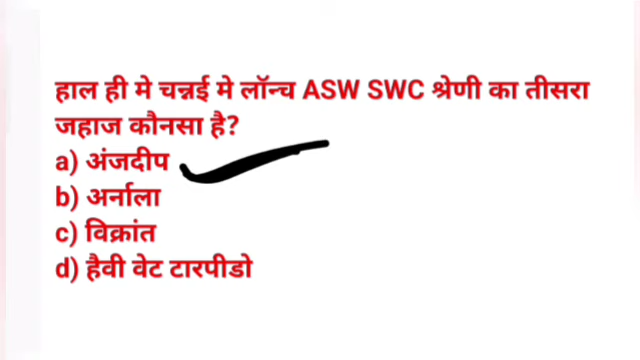 हाल ही मे चन्नई मे लॉन्च ASW SWC श्रेणी का तीसरा
जहाज कौनसा है?
a) अंजदीप
b) अर्नाला
c) विक्रांत
d) हैवी वेट टारपीडो